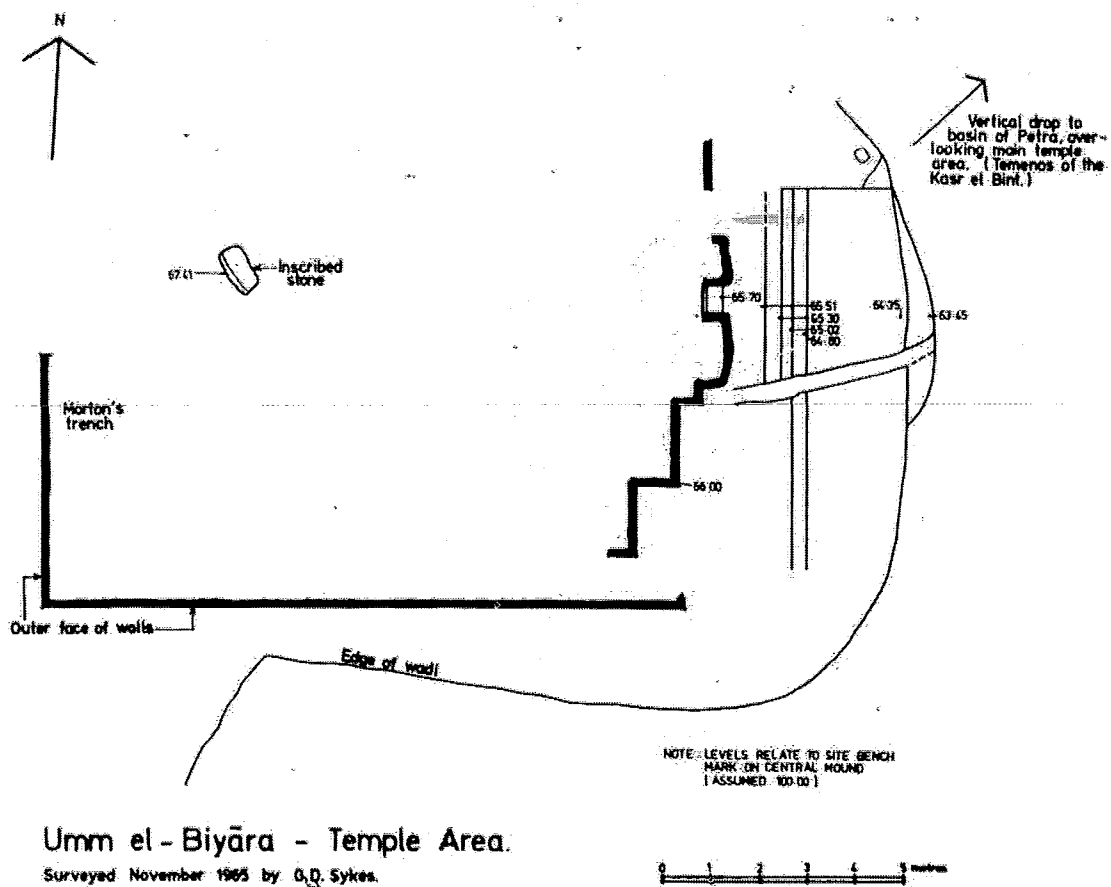 N
Vertical drop to
basin of Petra, over-
looking main temple
area. (Temenos of the
Kasr el Bint.)
67·41
Inscribed
stone
65·70
65·51
65·30
65·02
64·80
64·35
63·45
Morton's
trench
66·00
Outer face of walls
Edge of wadi
NOTE: LEVELS RELATE TO SITE BENCH
MARK ON CENTRAL MOUND
(ASSUMED 100·00)
Umm el-Biyāra - Temple Area.
Surveyed November 1965 by G.D. Sykes.
0 1 2 3 4 5 metres